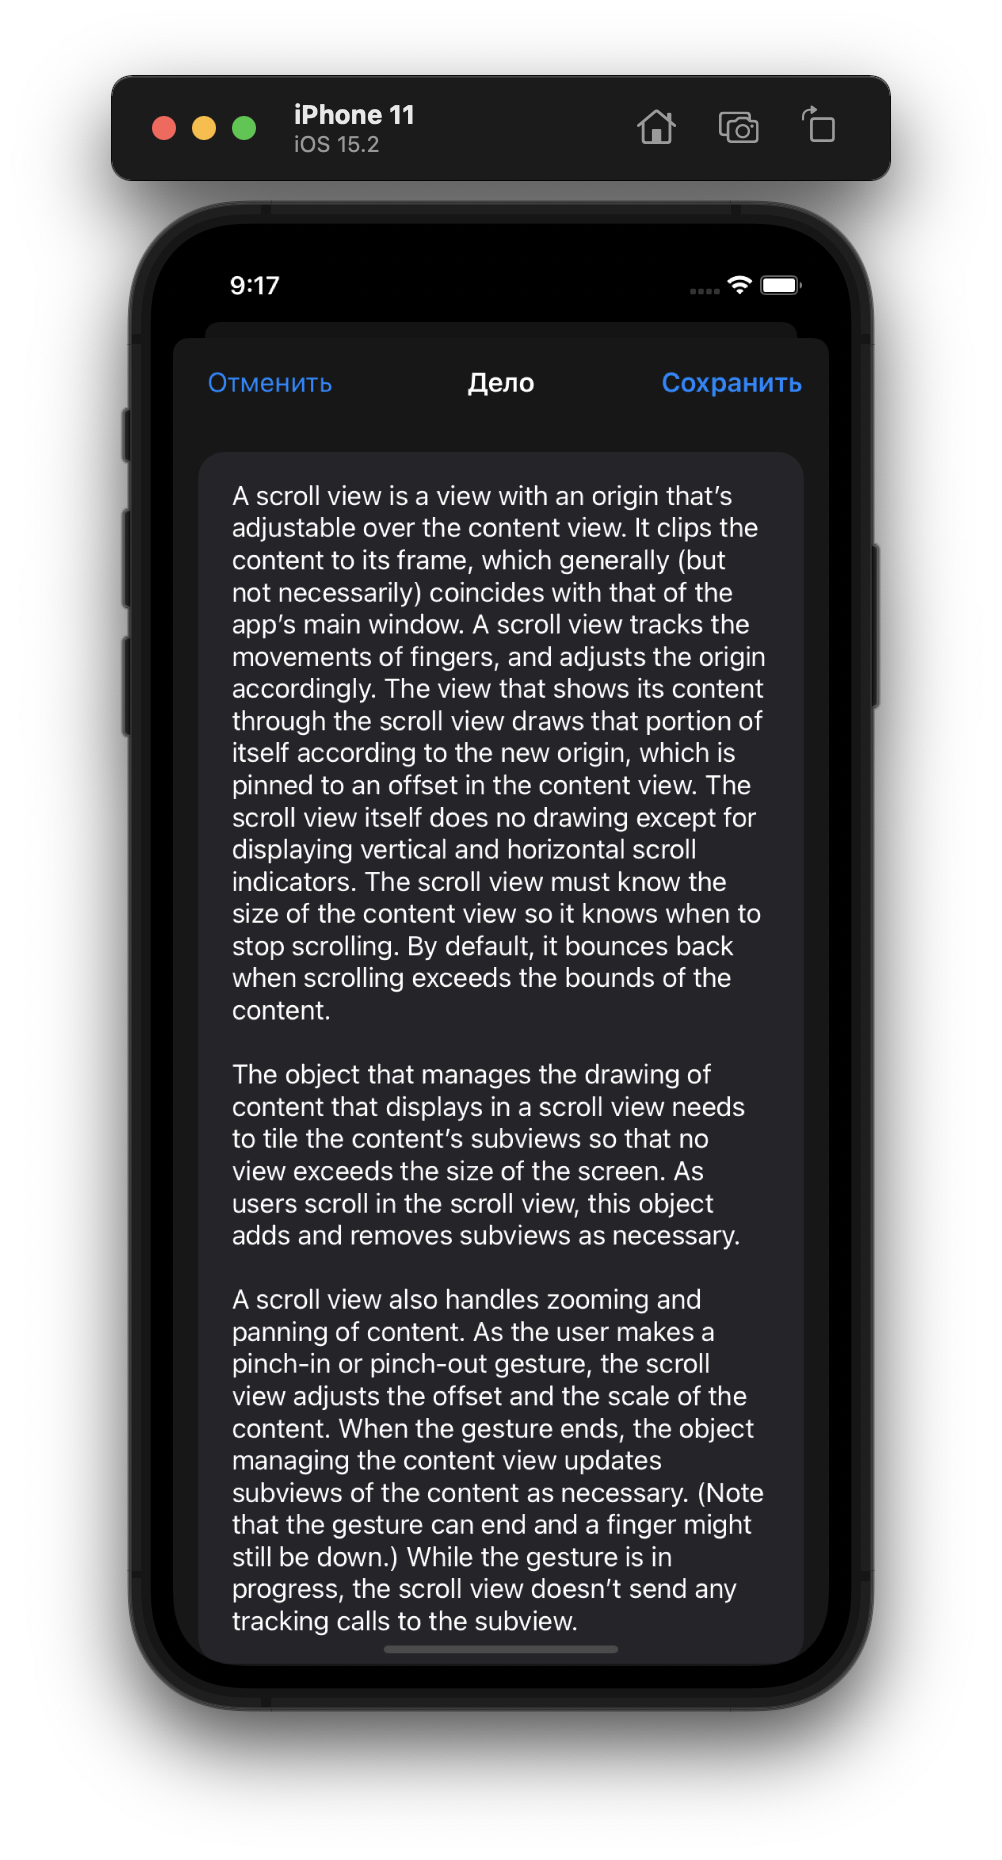 iPhone 11
iOS 15.2
9:17
Отменить
Дело
Сохранить
A scroll view is a view with an origin that’s
adjustable over the content view. It clips the
content to its frame, which generally (but
not necessarily) coincides with that of the
app’s main window. A scroll view tracks the
movements of fingers, and adjusts the origin
accordingly. The view that shows its content
through the scroll view draws that portion of
itself according to the new origin, which is
pinned to an offset in the content view. The
scroll view itself does no drawing except for
displaying vertical and horizontal scroll
indicators. The scroll view must know the
size of the content view so it knows when to
stop scrolling. By default, it bounces back
when scrolling exceeds the bounds of the
content.
The object that manages the drawing of
content that displays in a scroll view needs
to tile the content’s subviews so that no
view exceeds the size of the screen. As
users scroll in the scroll view, this object
adds and removes subviews as necessary.
A scroll view also handles zooming and
panning of content. As the user makes a
pinch-in or pinch-out gesture, the scroll
view adjusts the offset and the scale of the
content. When the gesture ends, the object
managing the content view updates
subviews of the content as necessary. (Note
that the gesture can end and a finger might
still be down.) While the gesture is in
progress, the scroll view doesn’t send any
tracking calls to the subview.